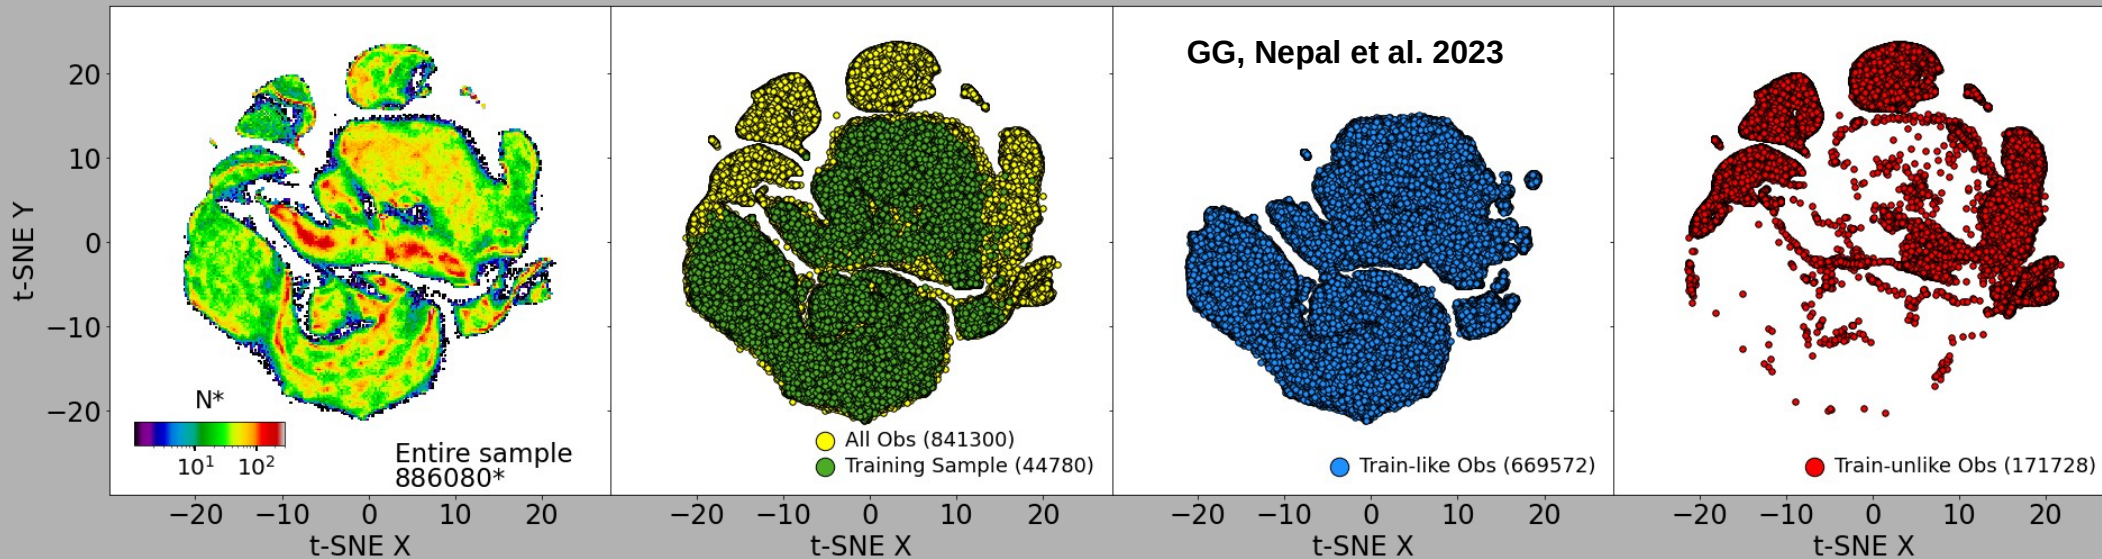 GG, Nepal et al. 2023
t-SNE Y
20
10
0
−10
−20
N*
10¹
10²
Entire sample
886080*
All Obs (841300)
Training Sample (44780)
Train-like Obs (669572)
Train-unlike Obs (171728)
−20 −10 0 10 20
−20 −10 0 10 20
−20 −10 0 10 20
−20 −10 0 10 20
t-SNE X
t-SNE X
t-SNE X
t-SNE X